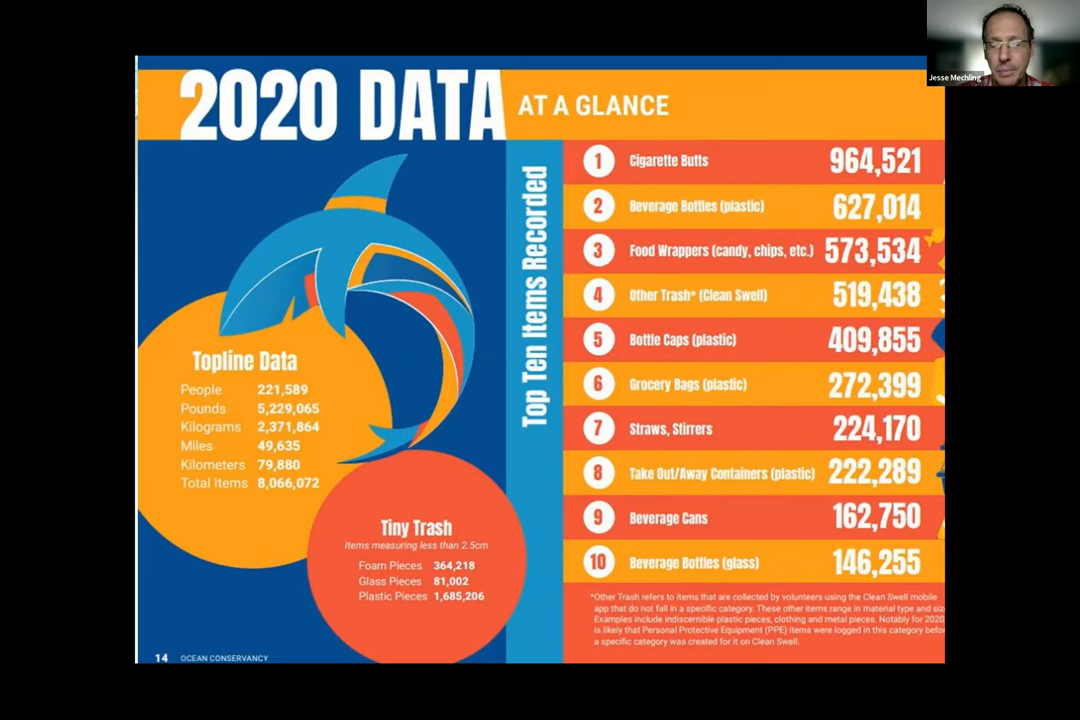 Jesse Mechling
2020 DATA AT A GLANCE
Topline Data
People 221,589
Pounds 5,229,065
Kilograms 2,371,864
Miles 49,635
Kilometers 79,880
Total Items 8,066,072
Tiny Trash
Items measuring less than 2.5cm
Foam Pieces 364,218
Glass Pieces 81,002
Plastic Pieces 1,685,206
14 OCEAN CONSERVANCY
Top Ten Items Recorded
1 Cigarette Butts 964,521
2 Beverage Bottles (plastic) 627,014
3 Food Wrappers (candy, chips, etc.) 573,534
4 Other Trash* (Clean Swell) 519,438
5 Bottle Caps (plastic) 409,855
6 Grocery Bags (plastic) 272,399
7 Straws, Stirrers 224,170
8 Take Out/Away Containers (plastic) 222,289
9 Beverage Cans 162,750
10 Beverage Bottles (glass) 146,255
*Other Trash refers to items that are collected by volunteers using the Clean Swell mobile
app that do not fall in a specific category. These other items range in material type and siz
Examples include indiscernible plastic pieces, clothing and metal pieces. Notably for 2020
is likely that Personal Protective Equipment (PPE) items were logged in this category befor
a specific category was created for it on Clean Swell.